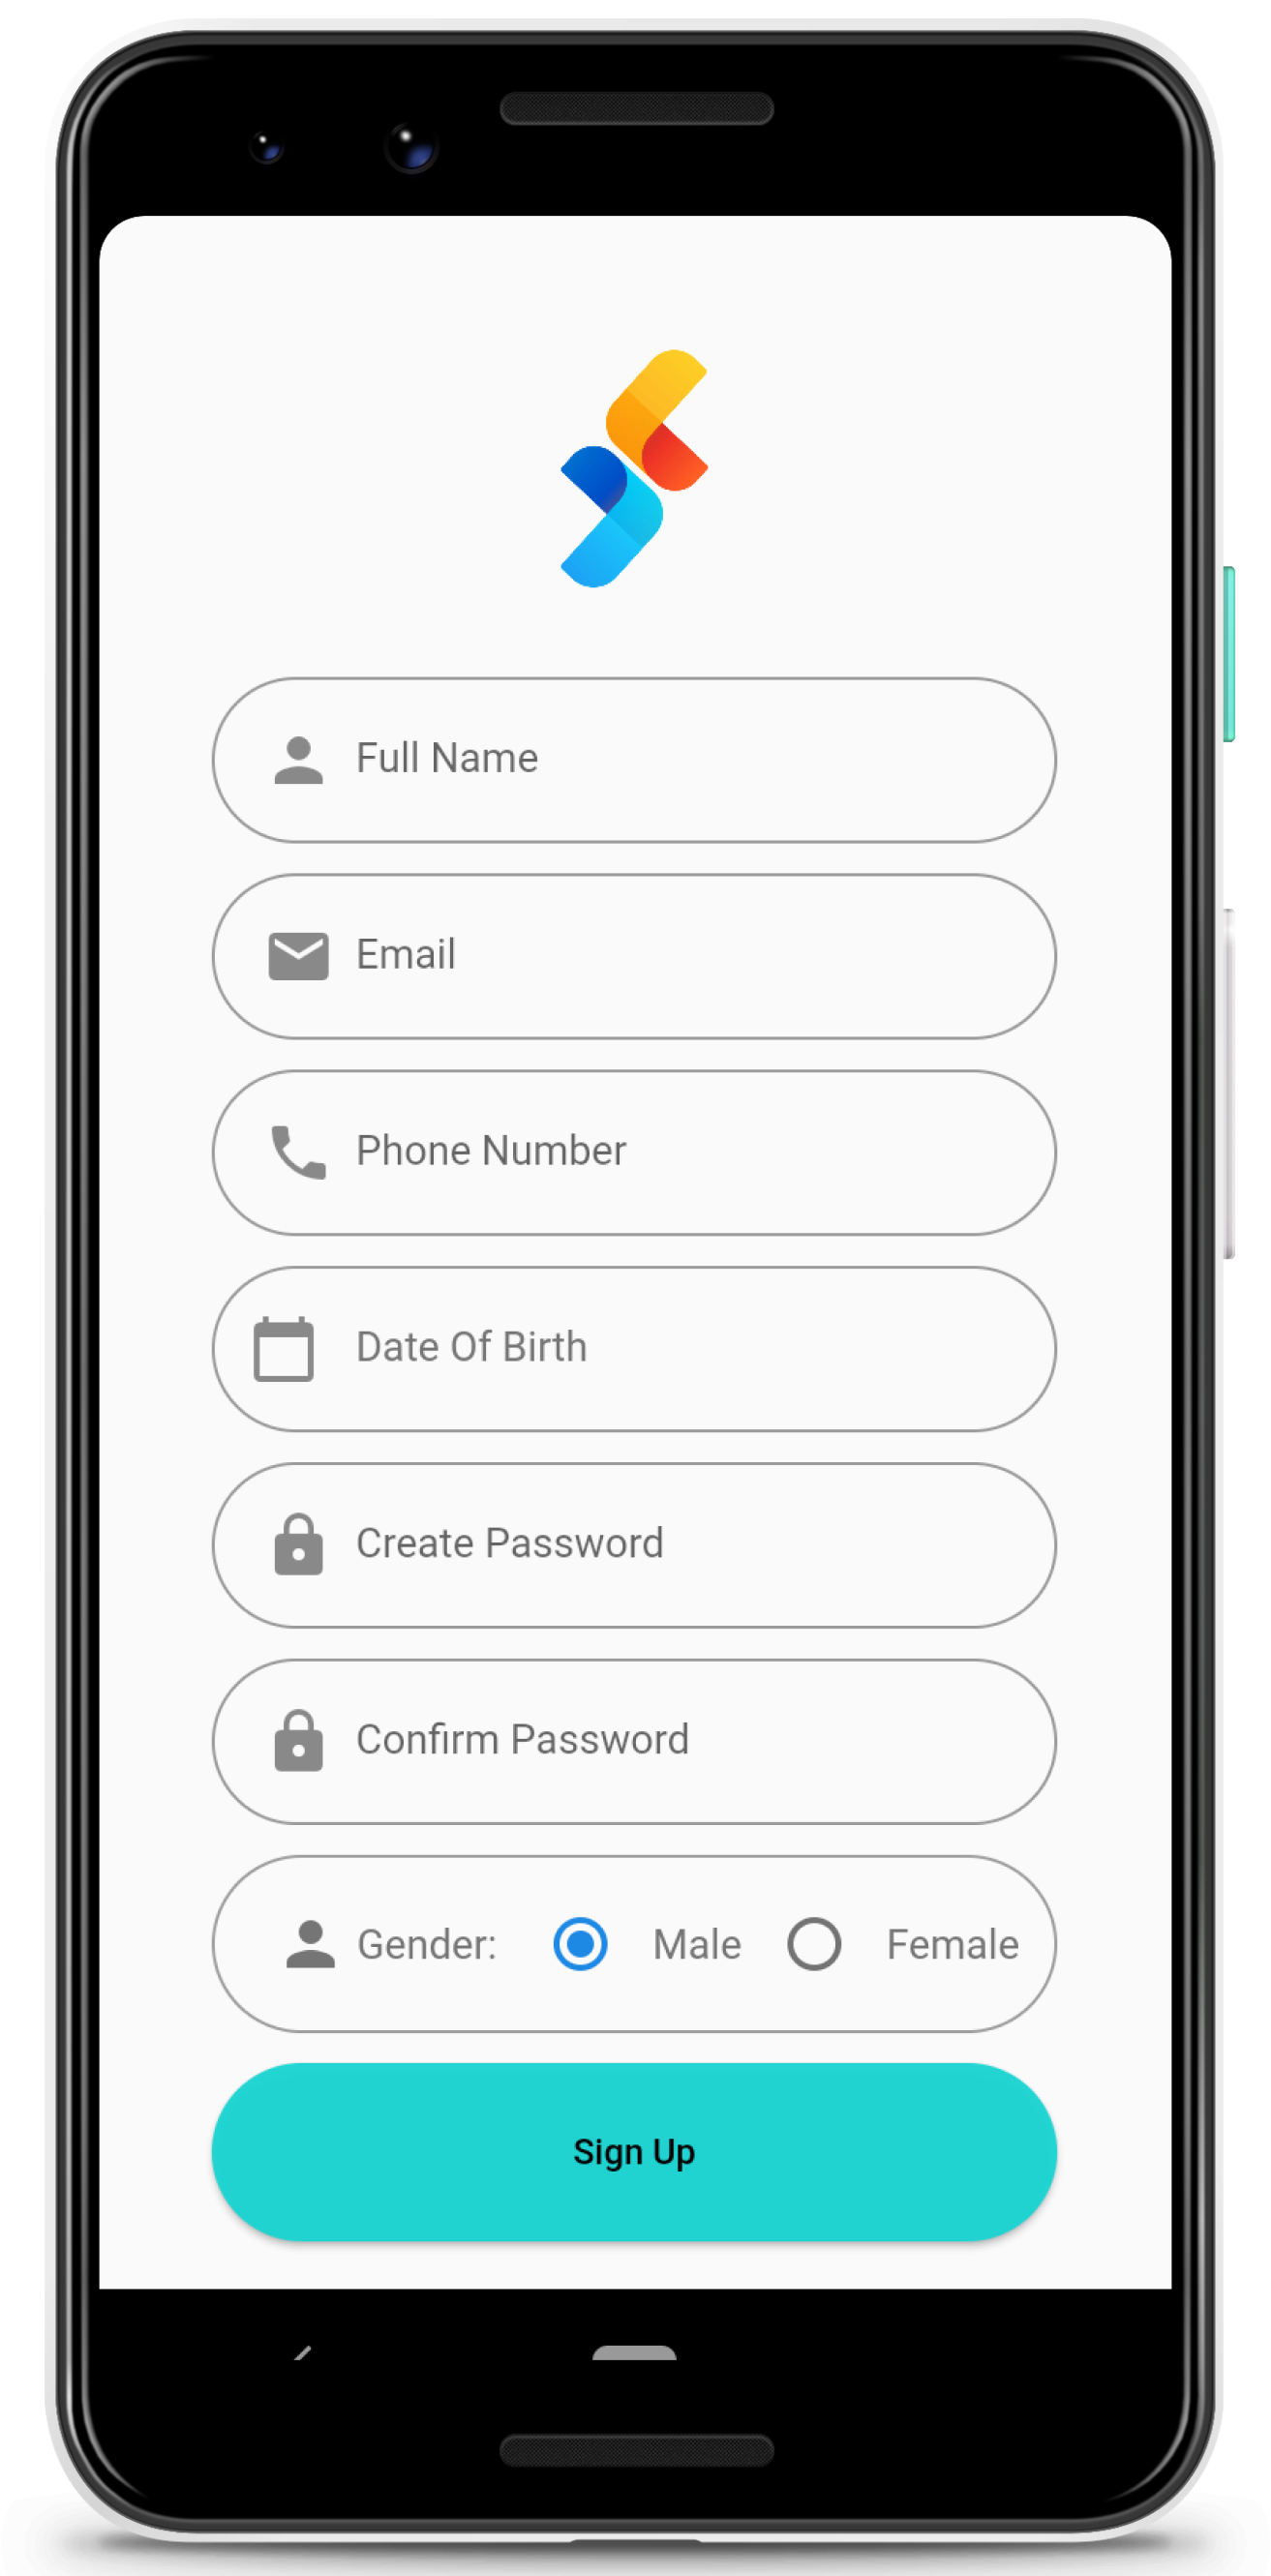 Full Name
Email
Phone Number
Date Of Birth
Create Password
Confirm Password
Gender: Male Female
Sign Up